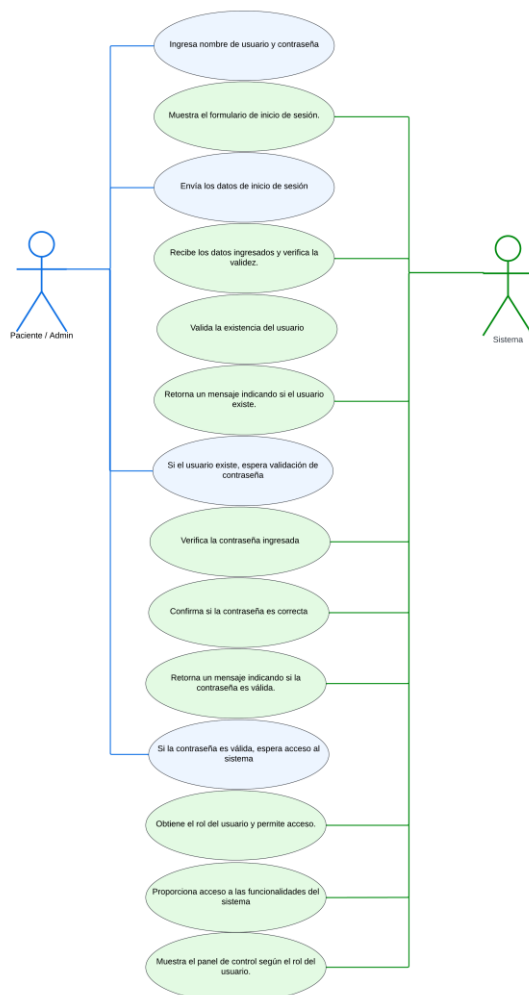 Ingresa nombre de usuario y contraseña
Muestra el formulario de inicio de sesión.
Envía los datos de inicio de sesión
Recibe los datos ingresados y verifica la
validez.
Paciente / Admin
Sistema
Valida la existencia del usuario
Retorna un mensaje indicando si el usuario
existe.
Si el usuario existe, espera validación de
contraseña
Verifica la contraseña ingresada
Confirma si la contraseña es correcta
Retorna un mensaje indicando si la
contraseña es válida.
Si la contraseña es válida, espera acceso al
sistema
Obtiene el rol del usuario y permite acceso.
Proporciona acceso a las funcionalidades del
sistema
Muestra el panel de control según el rol del
usuario.